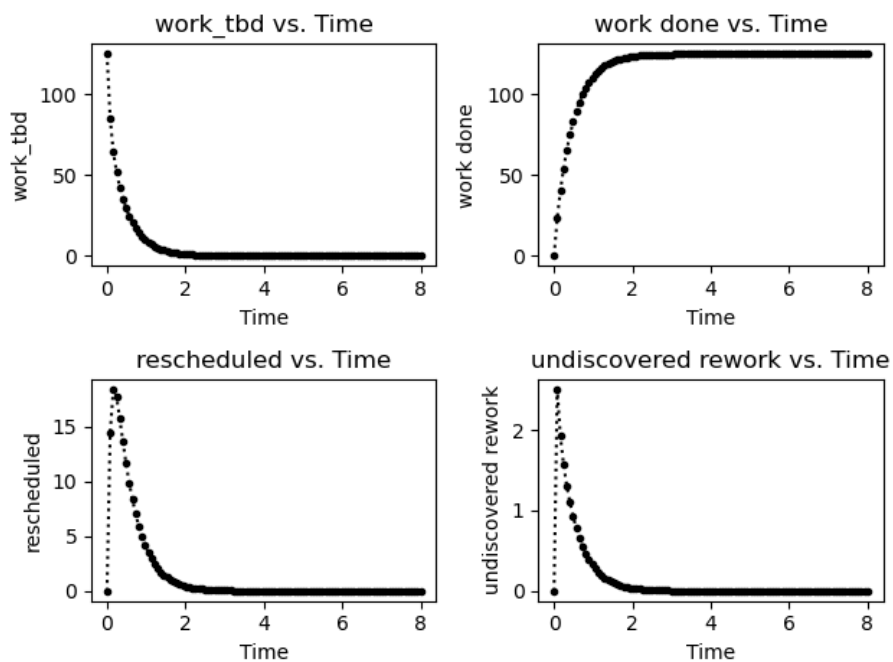 work_tbd vs. Time
100
50
0
work_tbd
0 2 4 6 8
Time
work done vs. Time
100
50
0
work done
0 2 4 6 8
Time
rescheduled vs. Time
15
10
5
0
rescheduled
0 2 4 6 8
Time
undiscovered rework vs. Time
2
1
0
undiscovered rework
0 2 4 6 8
Time